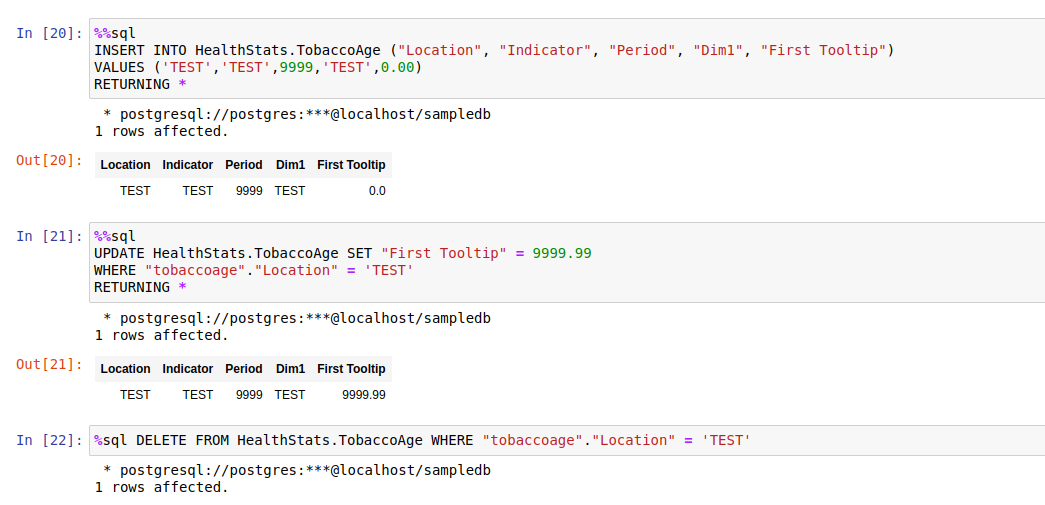 In [20]: %%sql
INSERT INTO HealthStats.TobaccoAge ("Location", "Indicator", "Period", "Dim1", "First Tooltip")
VALUES ('TEST','TEST',9999,'TEST',0.00)
RETURNING *
* postgresql://postgres:***@localhost/sampledb
1 rows affected.
Out[20]: Location Indicator Period Dim1 First Tooltip
TEST TEST 9999 TEST 0.0
In [21]: %%sql
UPDATE HealthStats.TobaccoAge SET "First Tooltip" = 9999.99
WHERE "tobaccoage"."Location" = 'TEST'
RETURNING *
* postgresql://postgres:***@localhost/sampledb
1 rows affected.
Out[21]: Location Indicator Period Dim1 First Tooltip
TEST TEST 9999 TEST 9999.99
In [22]: %sql DELETE FROM HealthStats.TobaccoAge WHERE "tobaccoage"."Location" = 'TEST'
* postgresql://postgres:***@localhost/sampledb
1 rows affected.